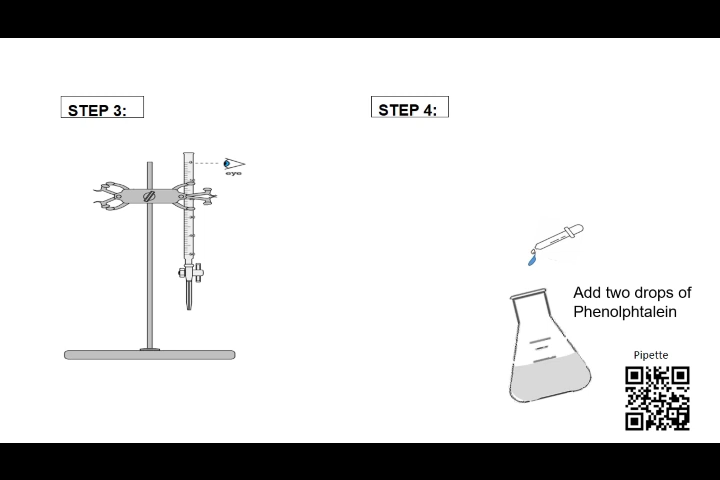 STEP 3:
STEP 4:
eye
Add two drops of
Phenolphtalein
Pipette